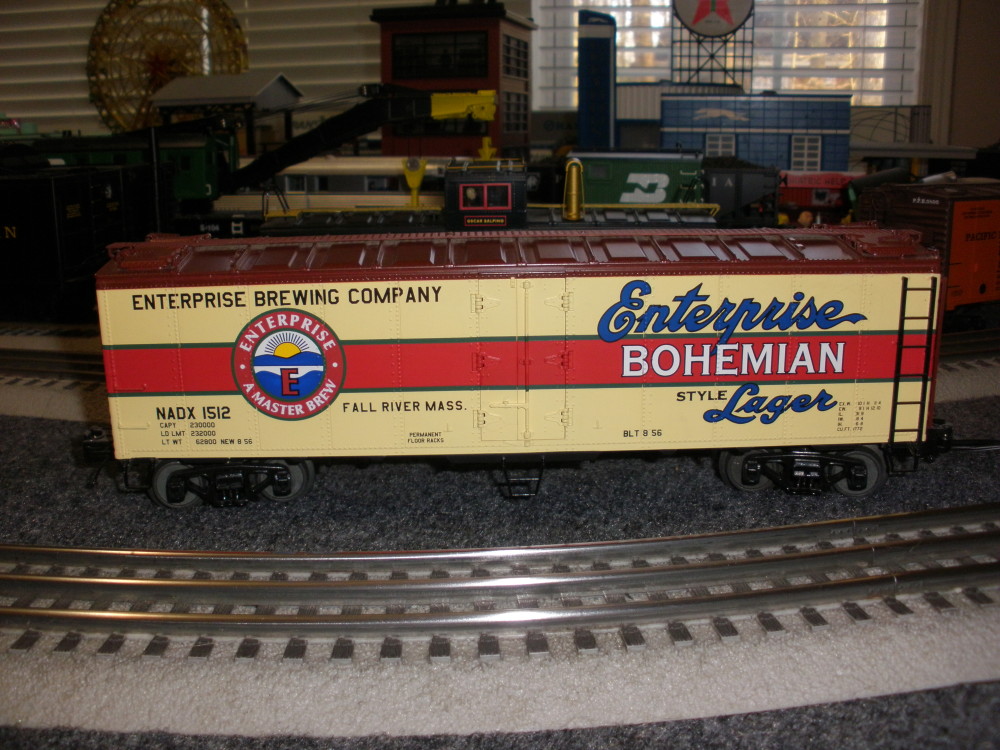 ENTERPRISE BREWING COMPANY
ENTERPRISE
E
A MASTER BREW
NADX 1512
CAPY 230000
LD LMT 232000
LT WT 62800 NEW 8 56
FALL RIVER MASS.
PERMANENT
FLOOR RACKS
Enterprise
BOHEMIAN
STYLE Lager
BLT 8 56
PACIFIC